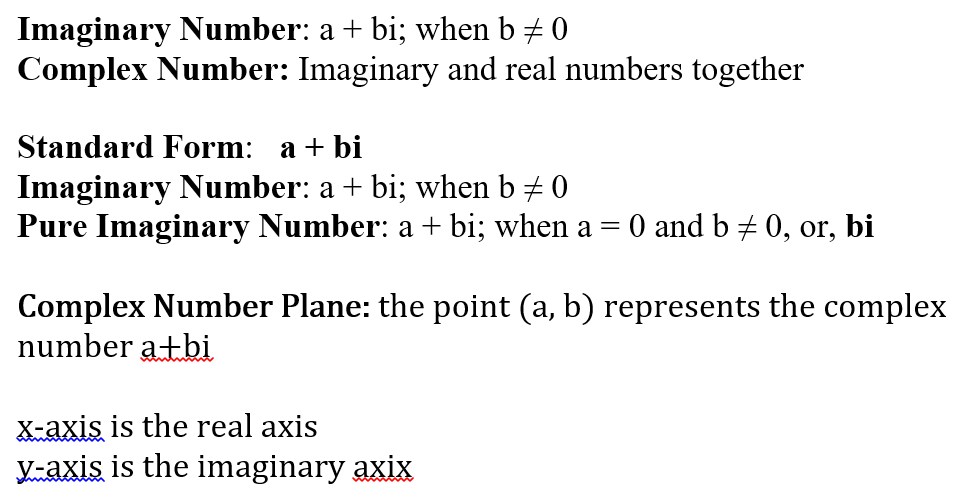 Imaginary Number: a + bi; when b ≠ 0
Complex Number: Imaginary and real numbers together
Standard Form: a + bi
Imaginary Number: a + bi; when b ≠ 0
Pure Imaginary Number: a + bi; when a = 0 and b ≠ 0, or, bi
Complex Number Plane: the point (a, b) represents the complex
number a+bi
x-axis is the real axis
y-axis is the imaginary axix